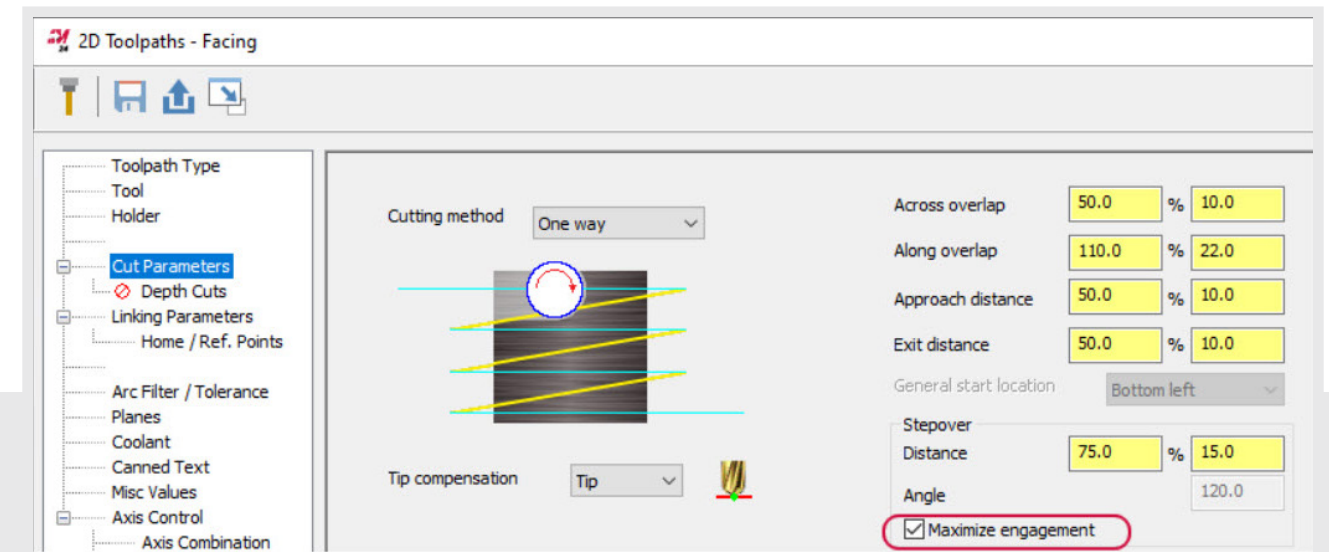 2D Toolpaths - Facing
Toolpath Type
Tool
Holder
Cut Parameters
Depth Cuts
Linking Parameters
Home / Ref. Points
Arc Filter / Tolerance
Planes
Coolant
Canned Text
Misc Values
Axis Control
Axis Combination
Cutting method One way
Tip compensation Tip
Across overlap 50.0 % 10.0
Along overlap 110.0 % 22.0
Approach distance 50.0 % 10.0
Exit distance 50.0 % 10.0
General start location Bottom left
Stepover
Distance 75.0 % 15.0
Angle 120.0
Maximize engagement